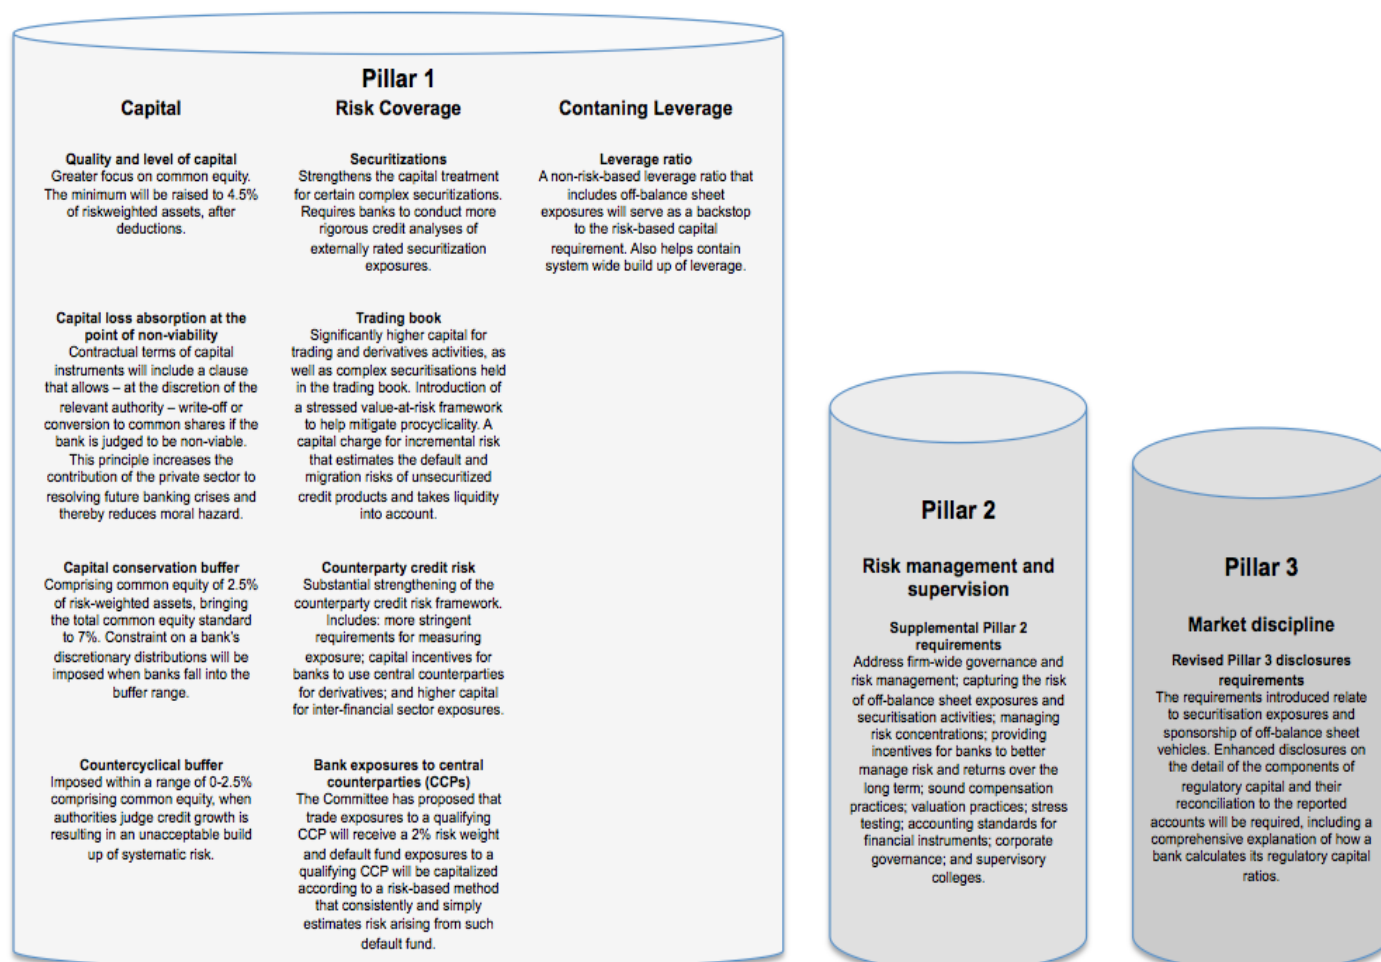 Pillar 1
Capital
Quality and level of capital
Greater focus on common equity.
The minimum will be raised to 4.5%
of riskweighted assets, after
deductions.
Capital loss absorption at the
point of non-viability
Contractual terms of capital
instruments will include a clause
that allows – at the discretion of the
relevant authority – write-off or
conversion to common shares if the
bank is judged to be non-viable.
This principle increases the
contribution of the private sector to
resolving future banking crises and
thereby reduces moral hazard.
Capital conservation buffer
Comprising common equity of 2.5%
of risk-weighted assets, bringing
the total common equity standard
to 7%. Constraint on a bank's
discretionary distributions will be
imposed when banks fall into the
buffer range.
Countercyclical buffer
Imposed within a range of 0-2.5%
comprising common equity, when
authorities judge credit growth is
resulting in an unacceptable build
up of systematic risk.
Risk Coverage
Securitizations
Strengthens the capital treatment
for certain complex securitizations.
Requires banks to conduct more
rigorous credit analyses of
externally rated securitization
exposures.
Trading book
Significantly higher capital for
trading and derivatives activities, as
well as complex securitisations held
in the trading book. Introduction of
a stressed value-at-risk framework
to help mitigate procyclicality. A
capital charge for incremental risk
that estimates the default and
migration risks of unsecuritized
credit products and takes liquidity
into account.
Counterparty credit risk
Substantial strengthening of the
counterparty credit risk framework.
Includes: more stringent
requirements for measuring
exposure; capital incentives for
banks to use central counterparties
for derivatives; and higher capital
for inter-financial sector exposures.
Bank exposures to central
counterparties (CCPs)
The Committee has proposed that
trade exposures to a qualifying
CCP will receive a 2% risk weight
and default fund exposures to a
qualifying CCP will be capitalized
according to a risk-based method
that consistently and simply
estimates risk arising from such
default fund.
Contaning Leverage
Leverage ratio
A non-risk-based leverage ratio that
includes off-balance sheet
exposures will serve as a backstop
to the risk-based capital
requirement. Also helps contain
system wide build up of leverage.
Pillar 2
Risk management and
supervision
Supplemental Pillar 2
requirements
Address firm-wide governance and
risk management; capturing the risk
of off-balance sheet exposures and
securitisation activities; managing
risk concentrations; providing
incentives for banks to better
manage risk and returns over the
long term; sound compensation
practices; valuation practices; stress
testing; accounting standards for
financial instruments; corporate
governance; and supervisory
colleges.
Pillar 3
Market discipline
Revised Pillar 3 disclosures
requirements
The requirements introduced relate
to securitisation exposures and
sponsorship of off-balance sheet
vehicles. Enhanced disclosures on
the detail of the components of
regulatory capital and their
reconciliation to the reported
accounts will be required, including a
comprehensive explanation of how a
bank calculates its regulatory capital
ratios.